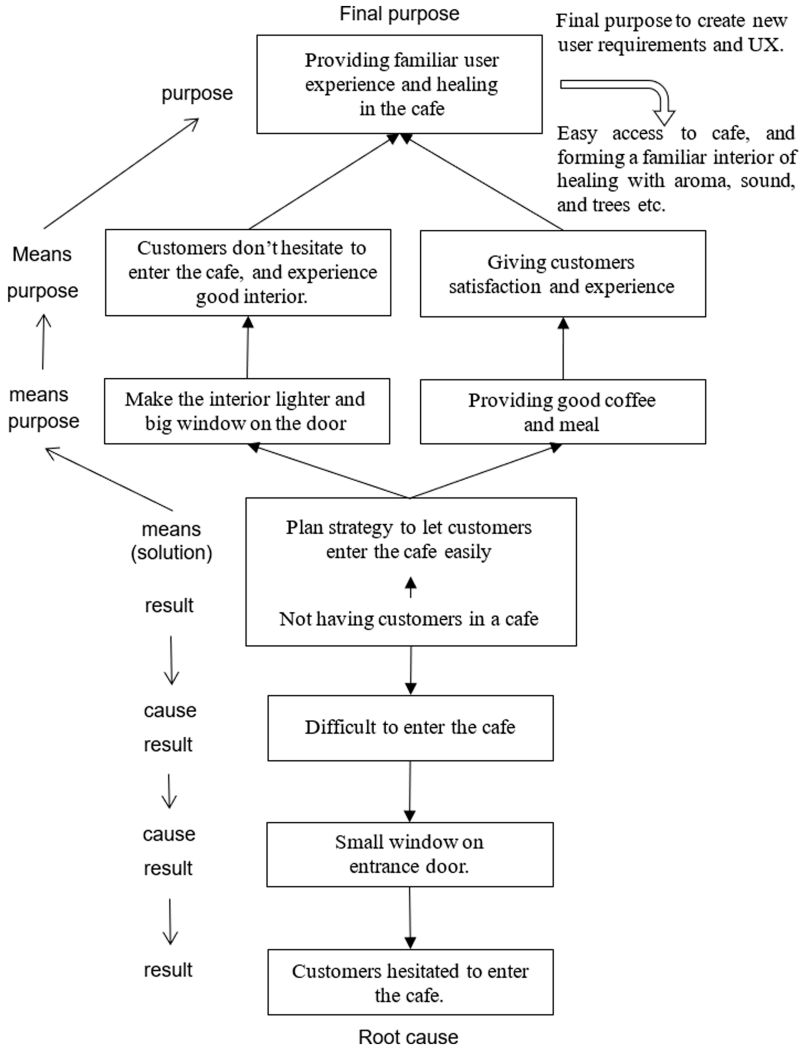 Final purpose
Final purpose to create new
user requirements and UX.
Providing familiar user
experience and healing
in the cafe
purpose
Easy access to cafe, and
forming a familiar interior of
healing with aroma, sound,
and trees etc.
Means
purpose
Customers don’t hesitate to
enter the cafe, and experience
good interior.
Giving customers
satisfaction and experience
means
purpose
Make the interior lighter and
big window on the door
Providing good coffee
and meal
means
(solution)
Plan strategy to let customers
enter the cafe easily
result
Not having customers in a cafe
cause
result
Difficult to enter the cafe
cause
result
Small window on
entrance door.
result
Customers hesitated to enter
the cafe.
Root cause